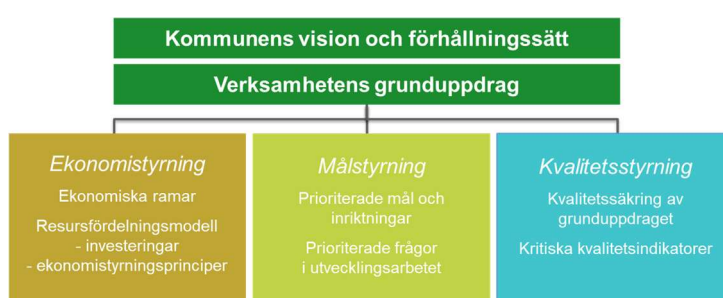 Kommunens vision och förhållningssätt
Verksamhetens grunduppdrag
Ekonomistyrning
Ekonomiska ramar
Resursfördelningsmodell
- investeringar
- ekonomistyrningsprinciper
Målstyrning
Prioriterade mål och
inriktningar
Prioriterade frågor
i utvecklingsarbetet
Kvalitetsstyrning
Kvalitetssäkring av
grunduppdraget
Kritiska kvalitetsindikatorer